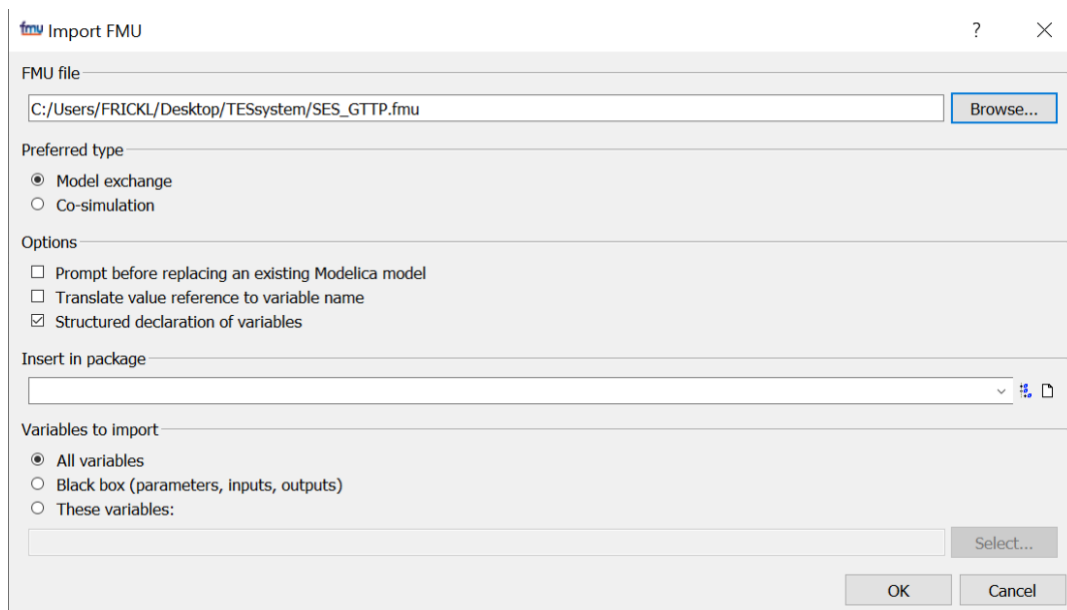 fmu Import FMU ?
FMU file
C:/Users/FRICKL/Desktop/TESsystem/SES_GTTP.fmu Browse...
Preferred type
Model exchange
Co-simulation
Options
Prompt before replacing an existing Modelica model
Translate value reference to variable name
Structured declaration of variables
Insert in package
Variables to import
All variables
Black box (parameters, inputs, outputs)
These variables:
Select...
OK Cancel